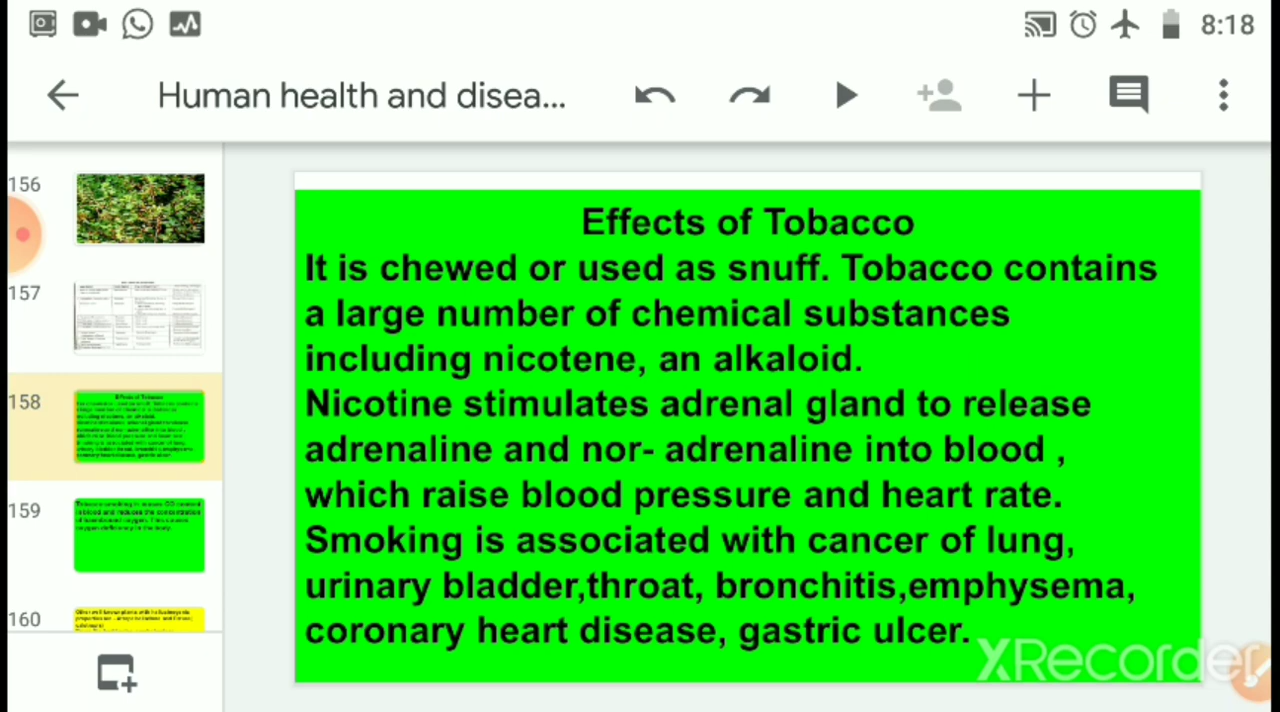 8:18
Human health and disea...
156
157
158
159
160
Effects of Tobacco
It is chewed or used as snuff. Tobacco contains
a large number of chemical substances
including nicotene, an alkaloid.
Nicotine stimulates adrenal gland to release
adrenaline and nor- adrenaline into blood ,
which raise blood pressure and heart rate.
Smoking is associated with cancer of lung,
urinary bladder,throat, bronchitis,emphysema,
coronary heart disease, gastric ulcer.
XRecorder